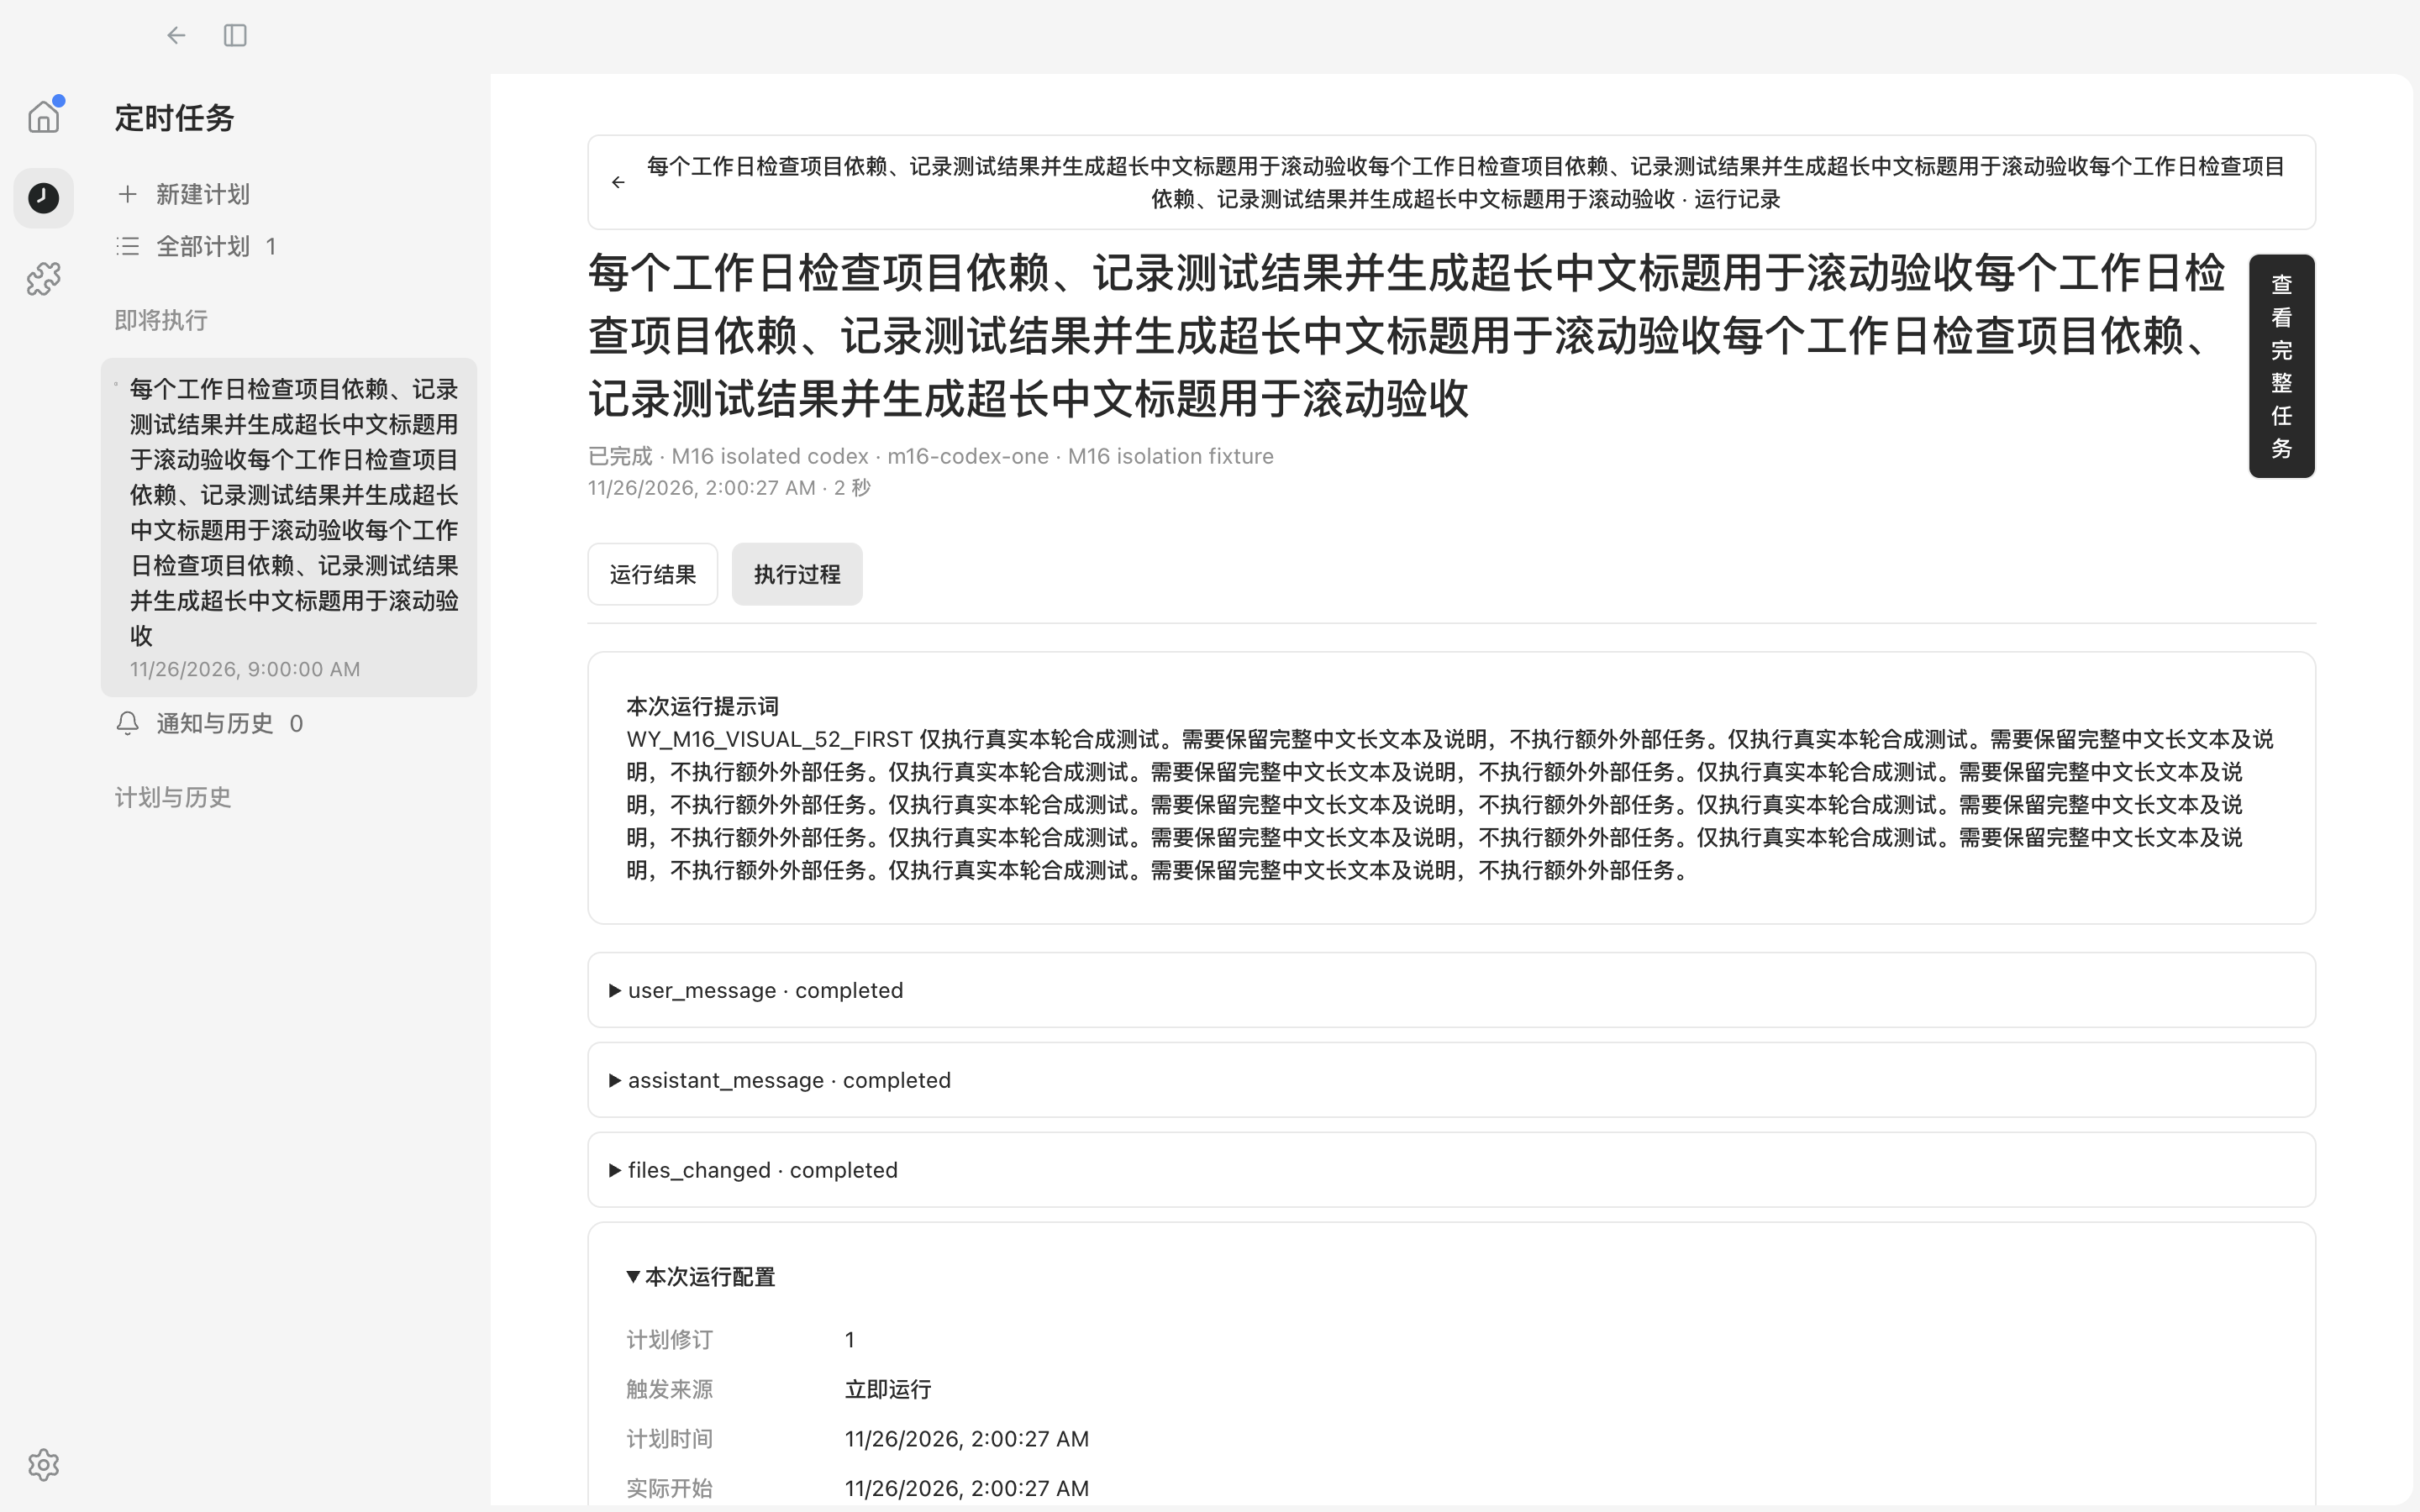 定时任务
新建计划
全部计划 1
即将执行
每个工作日检查项目依赖、记录
测试结果并生成超长中文标题用
于滚动验收每个工作日检查项目
依赖、记录测试结果并生成超长
中文标题用于滚动验收每个工作
日检查项目依赖、记录测试结果
并生成超长中文标题用于滚动验
收
11/26/2026, 9:00:00 AM
通知与历史 0
计划与历史
每个工作日检查项目依赖、记录测试结果并生成超长中文标题用于滚动验收每个工作日检查项目依赖、记录测试结果并生成超长中文标题用于滚动验收每个工作日检查项目
依赖、记录测试结果并生成超长中文标题用于滚动验收 · 运行记录
每个工作日检查项目依赖、记录测试结果并生成超长中文标题用于滚动验收每个工作日检
查项目依赖、记录测试结果并生成超长中文标题用于滚动验收每个工作日检查项目依赖、
记录测试结果并生成超长中文标题用于滚动验收
查
看
完
整
任
务
已完成 · M16 isolated codex · m16-codex-one · M16 isolation fixture
11/26/2026, 2:00:27 AM · 2 秒
运行结果
执行过程
本次运行提示词
WY_M16_VISUAL_52_FIRST 仅执行真实本轮合成测试。需要保留完整中文长文本及说明，不执行额外外部任务。仅执行真实本轮合成测试。需要保留完整中文长文本及说
明，不执行额外外部任务。仅执行真实本轮合成测试。需要保留完整中文长文本及说明，不执行额外外部任务。仅执行真实本轮合成测试。需要保留完整中文长文本及说
明，不执行额外外部任务。仅执行真实本轮合成测试。需要保留完整中文长文本及说明，不执行额外外部任务。仅执行真实本轮合成测试。需要保留完整中文长文本及说
明，不执行额外外部任务。仅执行真实本轮合成测试。需要保留完整中文长文本及说明，不执行额外外部任务。仅执行真实本轮合成测试。需要保留完整中文长文本及说
明，不执行额外外部任务。仅执行真实本轮合成测试。需要保留完整中文长文本及说明，不执行额外外部任务。
user_message · completed
assistant_message · completed
files_changed · completed
本次运行配置
计划修订 1
触发来源 立即运行
计划时间 11/26/2026, 2:00:27 AM
实际开始 11/26/2026, 2:00:27 AM